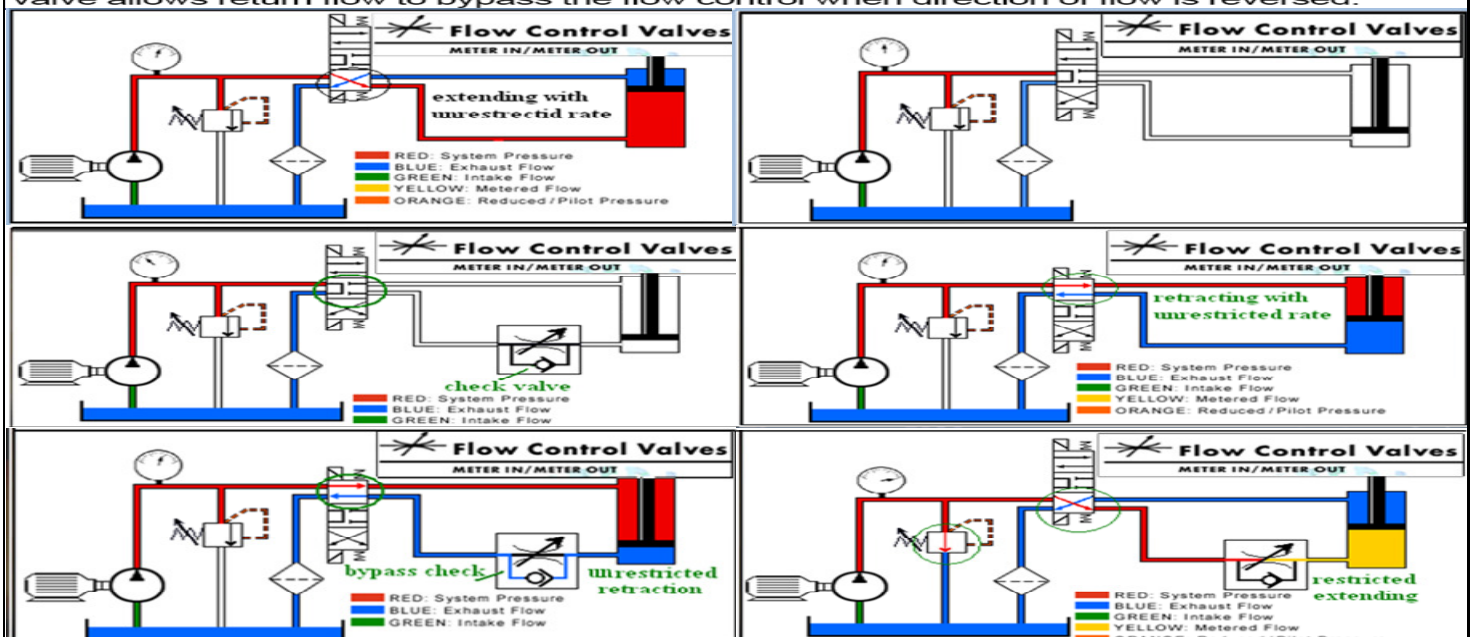 valve allows return flow to bypass the flow control when direction of flow is reversed.
Flow Control Valves
METER IN/METER OUT
extending with
unrestrectid rate
RED: System Pressure
BLUE: Exhaust Flow
GREEN: Intake Flow
YELLOW: Metered Flow
ORANGE: Reduced/Pilot Pressure
Flow Control Valves
METER IN/METER OUT
Flow Control Valves
METER IN/METER OUT
check valve
RED: System Pressure
BLUE: Exhaust Flow
GREEN: Intake Flow
Flow Control Valves
METER IN/METER OUT
retracting with
unrestricted rate
RED: System Pressure
BLUE: Exhaust Flow
GREEN: Intake Flow
YELLOW: Metered Flow
ORANGE: Reduced/Pilot Pressure
Flow Control Valves
METER IN/METER OUT
bypass check
unrestricted
retraction
RED: System Pressure
BLUE: Exhaust Flow
GREEN: Intake Flow
Flow Control Valves
METER IN/METER OUT
restricted
extending
RED: System Pressure
BLUE: Exhaust Flow
GREEN: Intake Flow
YELLOW: Metered Flow